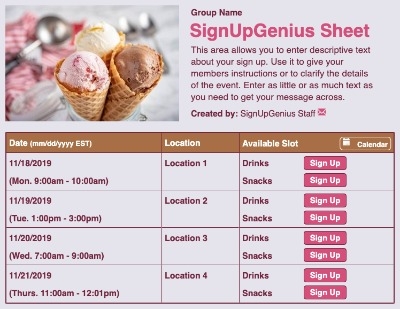 Group Name
SignUpGenius Sheet
This area allows you to enter descriptive text
about your sign up. Use it to give your
members instructions or to clarify the details
of the event. Enter as little or as much text as
you need to get your message across.
Created by: SignUpGenius Staff
Date (mm/dd/yyyy EST) Location Available Slot Calendar
11/18/2019 Location 1 Drinks Sign Up
(Mon. 9:00am - 10:00am) Snacks Sign Up
11/19/2019 Location 2 Drinks Sign Up
(Tue. 1:00pm - 3:00pm) Snacks Sign Up
11/20/2019 Location 3 Drinks Sign Up
(Wed. 7:00am - 9:00am) Snacks Sign Up
11/21/2019 Location 4 Drinks Sign Up
(Thurs. 11:00am - 12:01pm) Snacks Sign Up